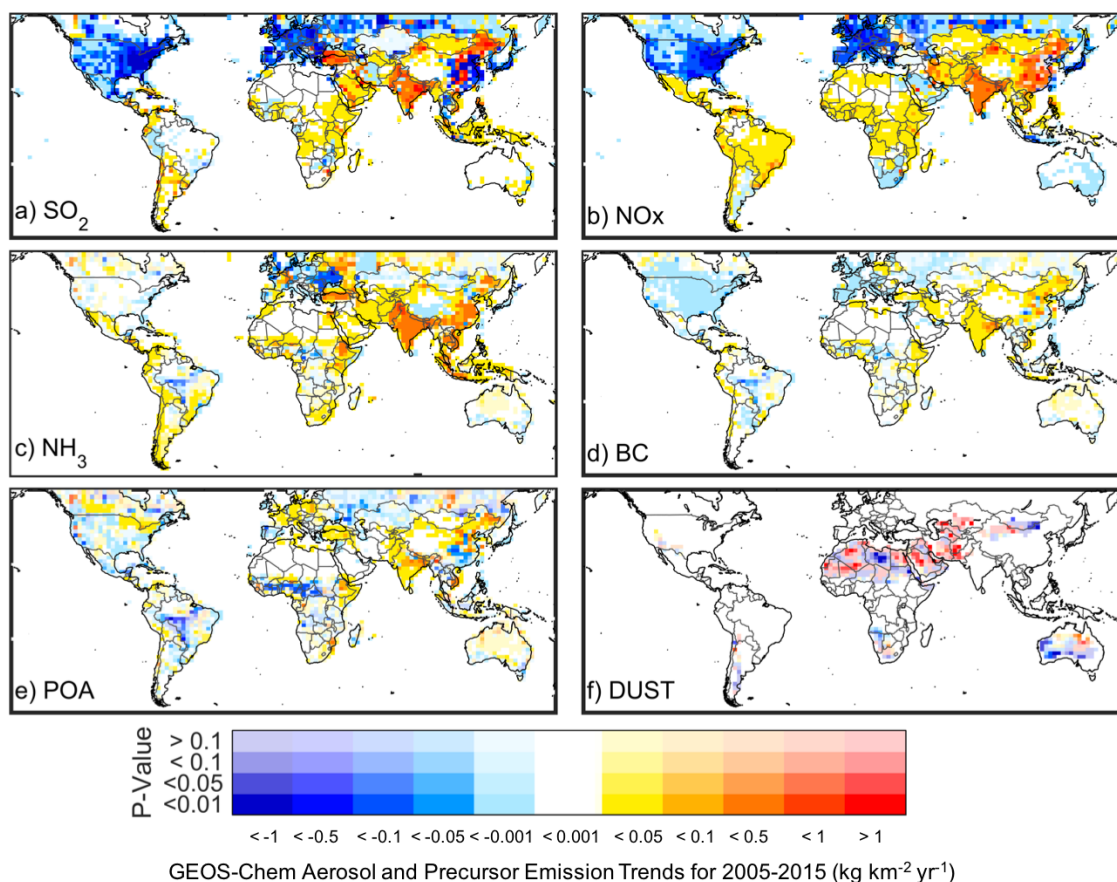 a) SO2
b) NOx
c) NH3
d) BC
e) POA
f) DUST
P-Value
> 0.1
< 0.1
<0.05
<0.01
< -1 < -0.5 < -0.1 < -0.05 < -0.001 < 0.001 < 0.05 < 0.1 < 0.5 < 1 > 1
GEOS-Chem Aerosol and Precursor Emission Trends for 2005-2015 (kg km-2 yr-1)